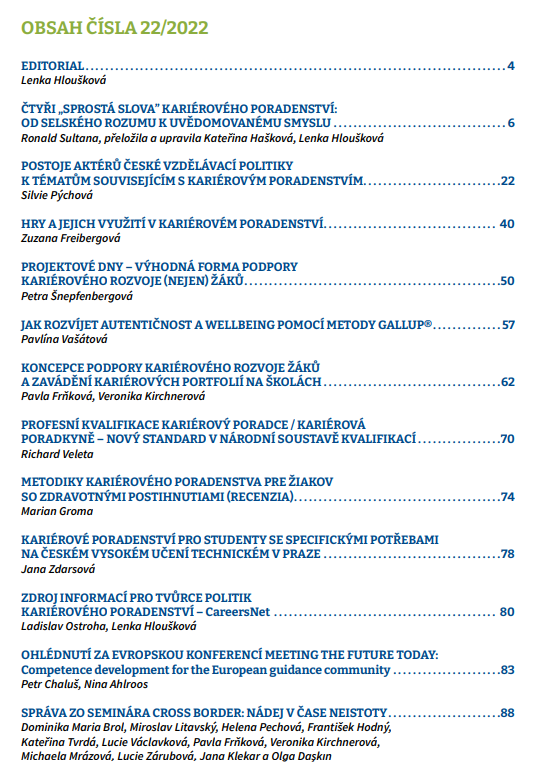 OBSAH ČÍSLA 22/2022
EDITORIAL ........ 4
Lenka Hloušková
ČTYŘI „SPROSTÁ SLOVA" KARIÉROVÉHO PORADENSTVÍ:
OD SELSKÉHO ROZUMU K UVĚDOMOVANÉMU SMYSLU ........ 6
Ronald Sultana, přeložila a upravila Kateřina Hašková, Lenka Hloušková
POSTOJE AKTÉRŮ ČESKÉ VZDĚLÁVACÍ POLITIKY
K TÉMATŮM SOUVISEJÍCÍM S KARIÉROVÝM PORADENSTVÍM ........ 22
Silvie Pýchová
HRY A JEJICH VYUŽITÍ V KARIÉROVÉM PORADENSTVÍ ........ 40
Zuzana Freibergová
PROJEKTOVÉ DNY – VÝHODNÁ FORMA PODPORY
KARIÉROVÉHO ROZVOJE (NEJEN) ŽÁKŮ ........ 50
Petra Šnepfenbergová
JAK ROZVÍJET AUTENTIČNOST A WELLBEING POMOCÍ METODY GALLUP® ........ 57
Pavlína Vašátová
KONCEPCE PODPORY KARIÉROVÉHO ROZVOJE ŽÁKŮ
A ZAVÁDĚNÍ KARIÉROVÝCH PORTFOLIÍ NA ŠKOLÁCH ........ 62
Pavla Frňková, Veronika Kirchnerová
PROFESNÍ KVALIFIKACE KARIÉROVÝ PORADCE / KARIÉROVÁ
PORADKYNĚ – NOVÝ STANDARD V NÁRODNÍ SOUSTAVĚ KVALIFIKACÍ ........ 70
Richard Veleta
METODIKY KARIÉROVÉHO PORADENSTVA PRE ŽIAKOV
SO ZDRAVOTNÝMI POSTIHNUTIAMI (RECENZIA) ........ 74
Marian Groma
KARIÉROVÉ PORADENSTVÍ PRO STUDENTY SE SPECIFICKÝMI POTŘEBAMI
NA ČESKÉM VYSOKÉM UČENÍ TECHNICKÉM V PRAZE ........ 78
Jana Zdarsová
ZDROJ INFORMACÍ PRO TVŮRCE POLITIK
KARIÉROVÉHO PORADENSTVÍ – CareersNet ........ 80
Ladislav Ostroha, Lenka Hloušková
OHLÉDNUTÍ ZA EVROPSKOU KONFERENCÍ MEETING THE FUTURE TODAY:
Competence development for the European guidance community ........ 83
Petr Chaluš, Nina Ahlroos
SPRÁVA ZO SEMINÁRA CROSS BORDER: NÁDEJ V ČASE NEISTOTY ........ 88
Dominika Maria Brol, Miroslav Litavský, Helena Pechová, František Hodný,
Kateřina Tvrdá, Lucie Václavková, Pavla Frňková, Veronika Kirchnerová,
Michaela Mrázová, Lucie Zárubová, Jana Klekar a Olga Daşkın